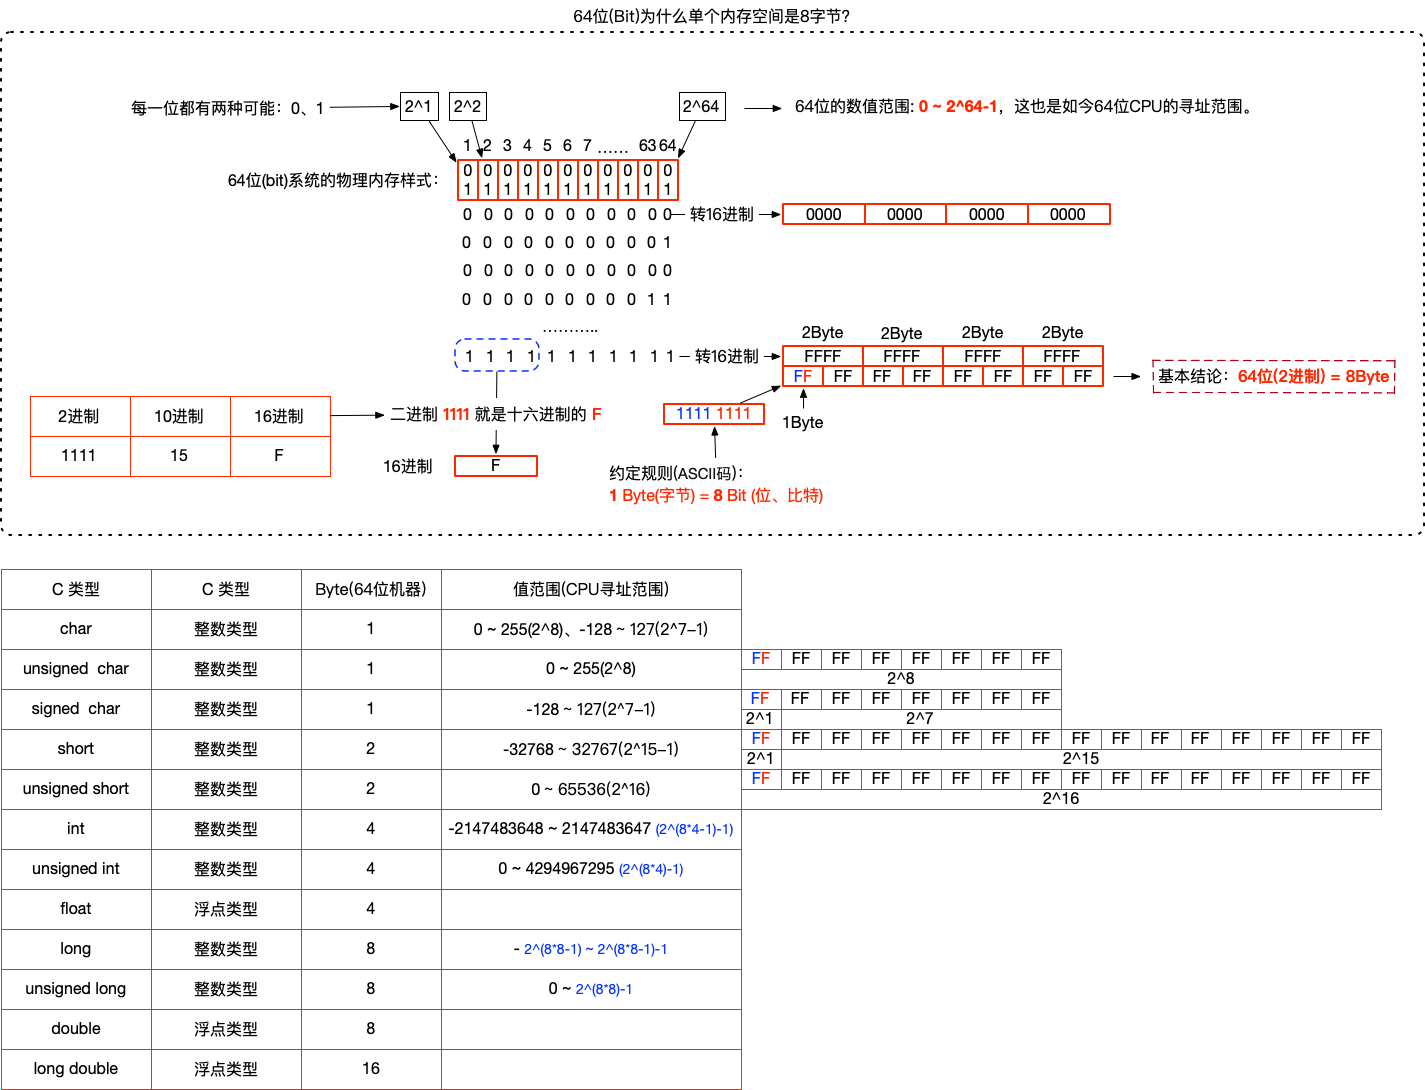 64位(Bit)为什么单个内存空间是8字节?
每一位都有两种可能：0、1
2^1
2^2
2^64
64位的数值范围: 0 ~ 2^64-1，这也是如今64位CPU的寻址范围。
1 2 3 4 5 6 7 ...... 63 64
64位(bit)系统的物理内存样式：
0 0 0 0 0 0 0 0 0 0 0
1 1 1 1 1 1 1 1 1 1 1
0 0 0 0 0 0 0 0 0 0 0
转16进制
0000 0000 0000 0000
0 0 0 0 0 0 0 0 0 0 1
0 0 0 0 0 0 0 0 0 0 0
0 0 0 0 0 0 0 0 0 1 1
...........
2Byte 2Byte 2Byte 2Byte
1 1 1 1 1 1 1 1 1 1 1
转16进制
FFFF FFFF FFFF FFFF
FF FF FF FF FF FF FF FF
基本结论：64位(2进制) = 8Byte
2进制 10进制 16进制
1111 15 F
二进制 1111 就是十六进制的 F
1111 1111
1Byte
16进制
F
约定规则(ASCII码)：
1 Byte(字节) = 8 Bit (位、比特)
C 类型 C 类型 Byte(64位机器) 值范围(CPU寻址范围)
char 整数类型 1 0 ~ 255(2^8)、-128 ~ 127(2^7-1)
unsigned char 整数类型 1 0 ~ 255(2^8)
FF FF FF FF FF FF FF FF
2^8
signed char 整数类型 1 -128 ~ 127(2^7-1)
FF FF FF FF FF FF FF FF
2^1 2^7
short 整数类型 2 -32768 ~ 32767(2^15-1)
FF FF FF FF FF FF FF FF FF FF FF FF FF FF FF FF
2^1 2^15
unsigned short 整数类型 2 0 ~ 65536(2^16)
FF FF FF FF FF FF FF FF FF FF FF FF FF FF FF FF
2^16
int 整数类型 4 -2147483648 ~ 2147483647 (2^(8*4-1)-1)
unsigned int 整数类型 4 0 ~ 4294967295 (2^(8*4)-1)
float 浮点类型 4
long 整数类型 8 - 2^(8*8-1) ~ 2^(8*8-1)-1
unsigned long 整数类型 8 0 ~ 2^(8*8)-1
double 浮点类型 8
long double 浮点类型 16